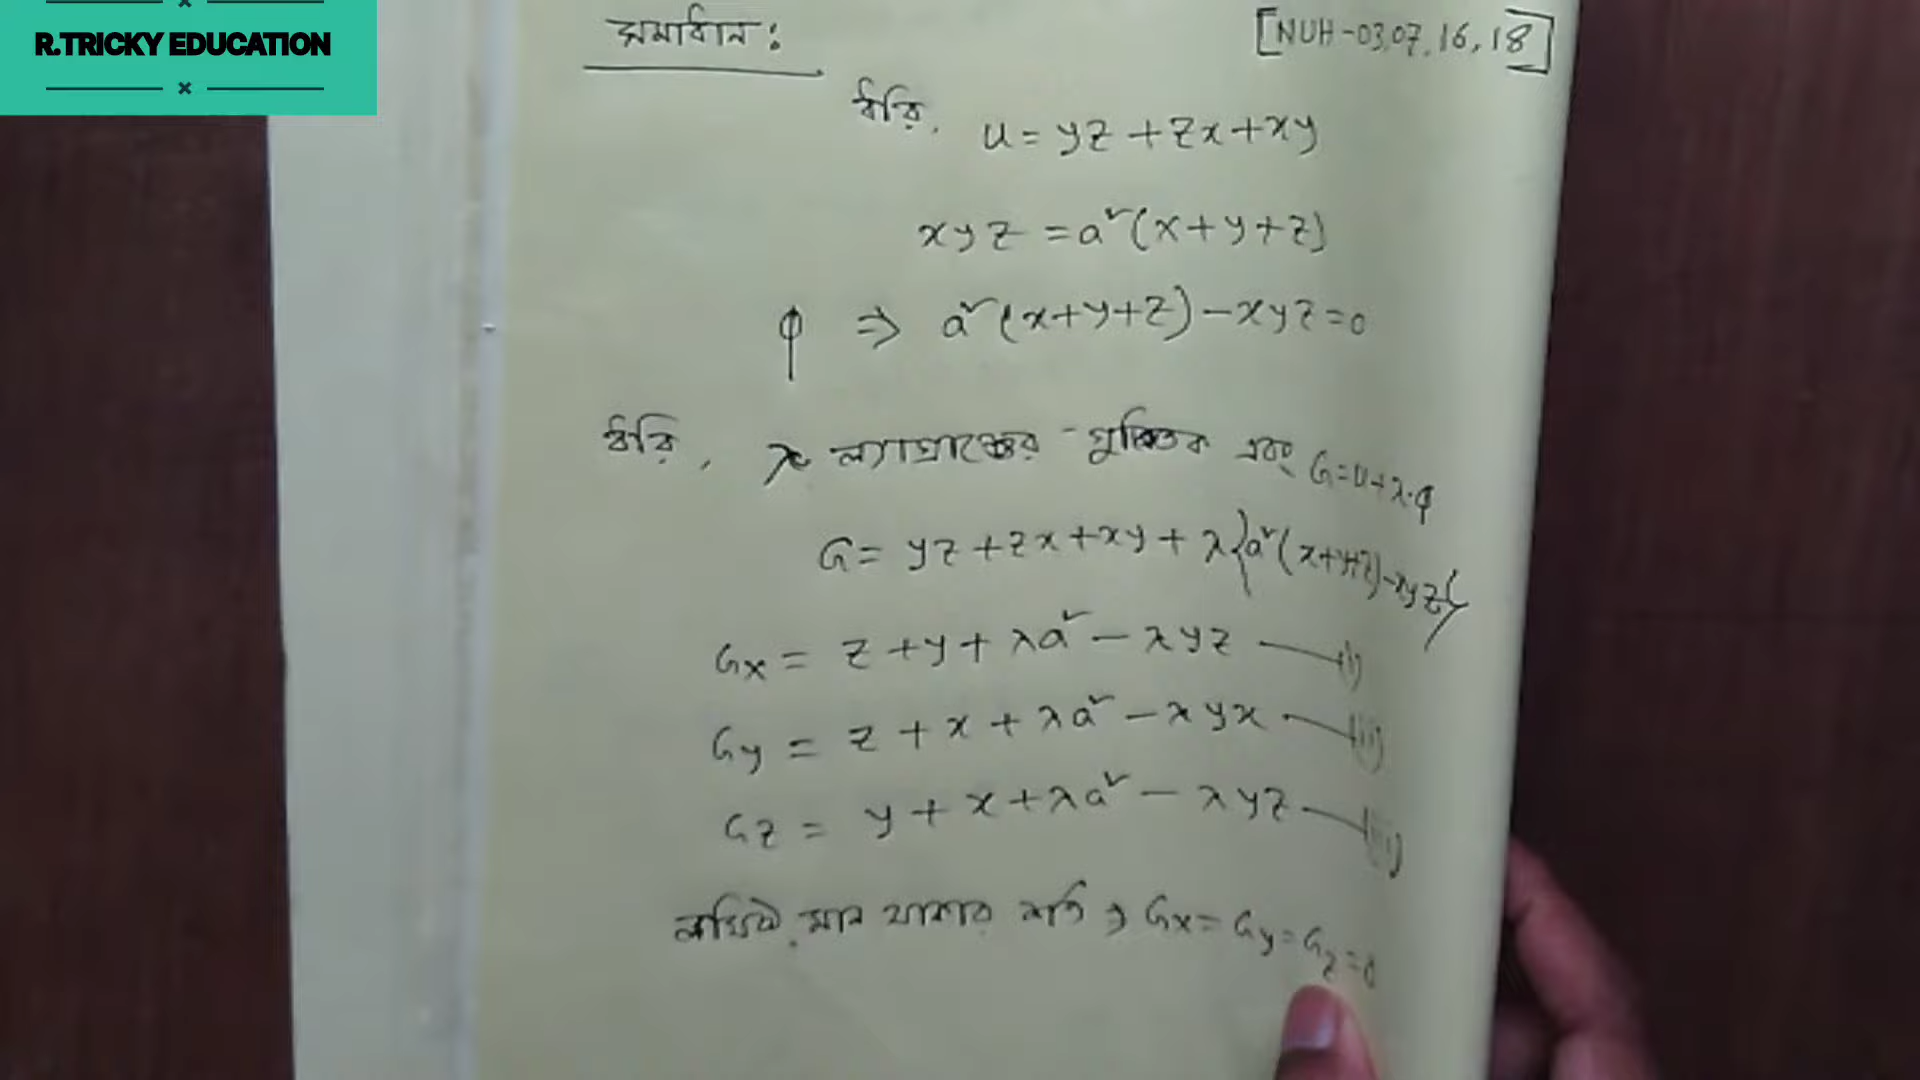 R.TRICKY EDUCATION
সমাধান:
[NUH-03,07,16,18]
ধরি, u = yz + zx + xy
xyz = a²(x+y+z)
φ ⇒ a²(x+y+z) - xyz = 0
ধরি, λ ল্যাগ্রাঞ্জের গুণিতক এবং G=u+λ.φ
G = yz + zx + xy + λ{a²(x+y+z)-xyz}
Gx = z + y + λa² - λyz —(i)
Gy = z + x + λa² - λyx —(ii)
Gz = y + x + λa² - λyz —(iii)
লঘিষ্ঠ মান থাকার শর্ত, Gx = Gy = Gz = 0